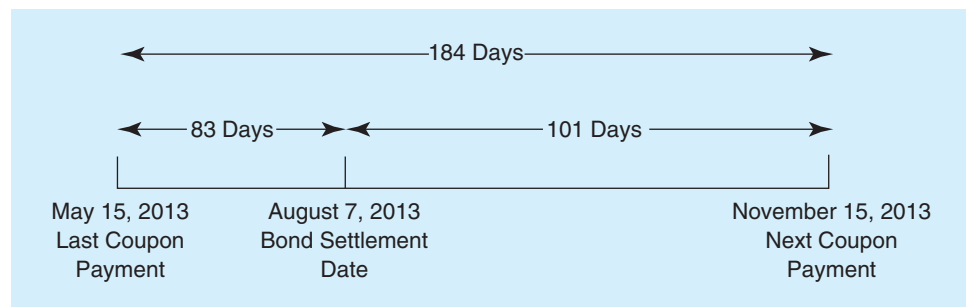 184 Days
83 Days
101 Days
May 15, 2013
Last Coupon
Payment
August 7, 2013
Bond Settlement
Date
November 15, 2013
Next Coupon
Payment